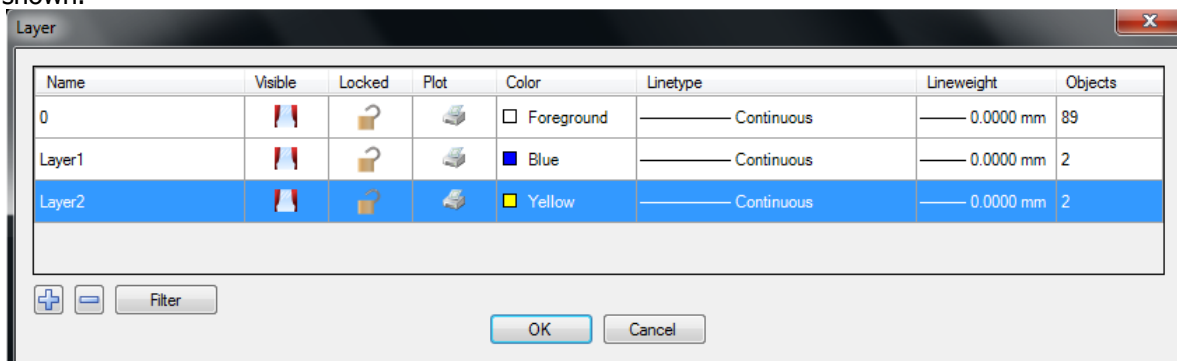 shown.
Layer
Name Visible Locked Plot Color Linetype Lineweight Objects
0 Foreground Continuous 0.0000 mm 89
Layer1 Blue Continuous 0.0000 mm 2
Layer2 Yellow Continuous 0.0000 mm 2
Filter
OK Cancel